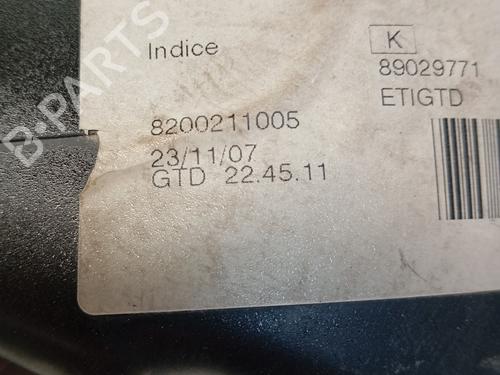 Indice K
89029771
ETIGTD
8200211005
23/11/07
GTD 22.45.11
B-PARTS